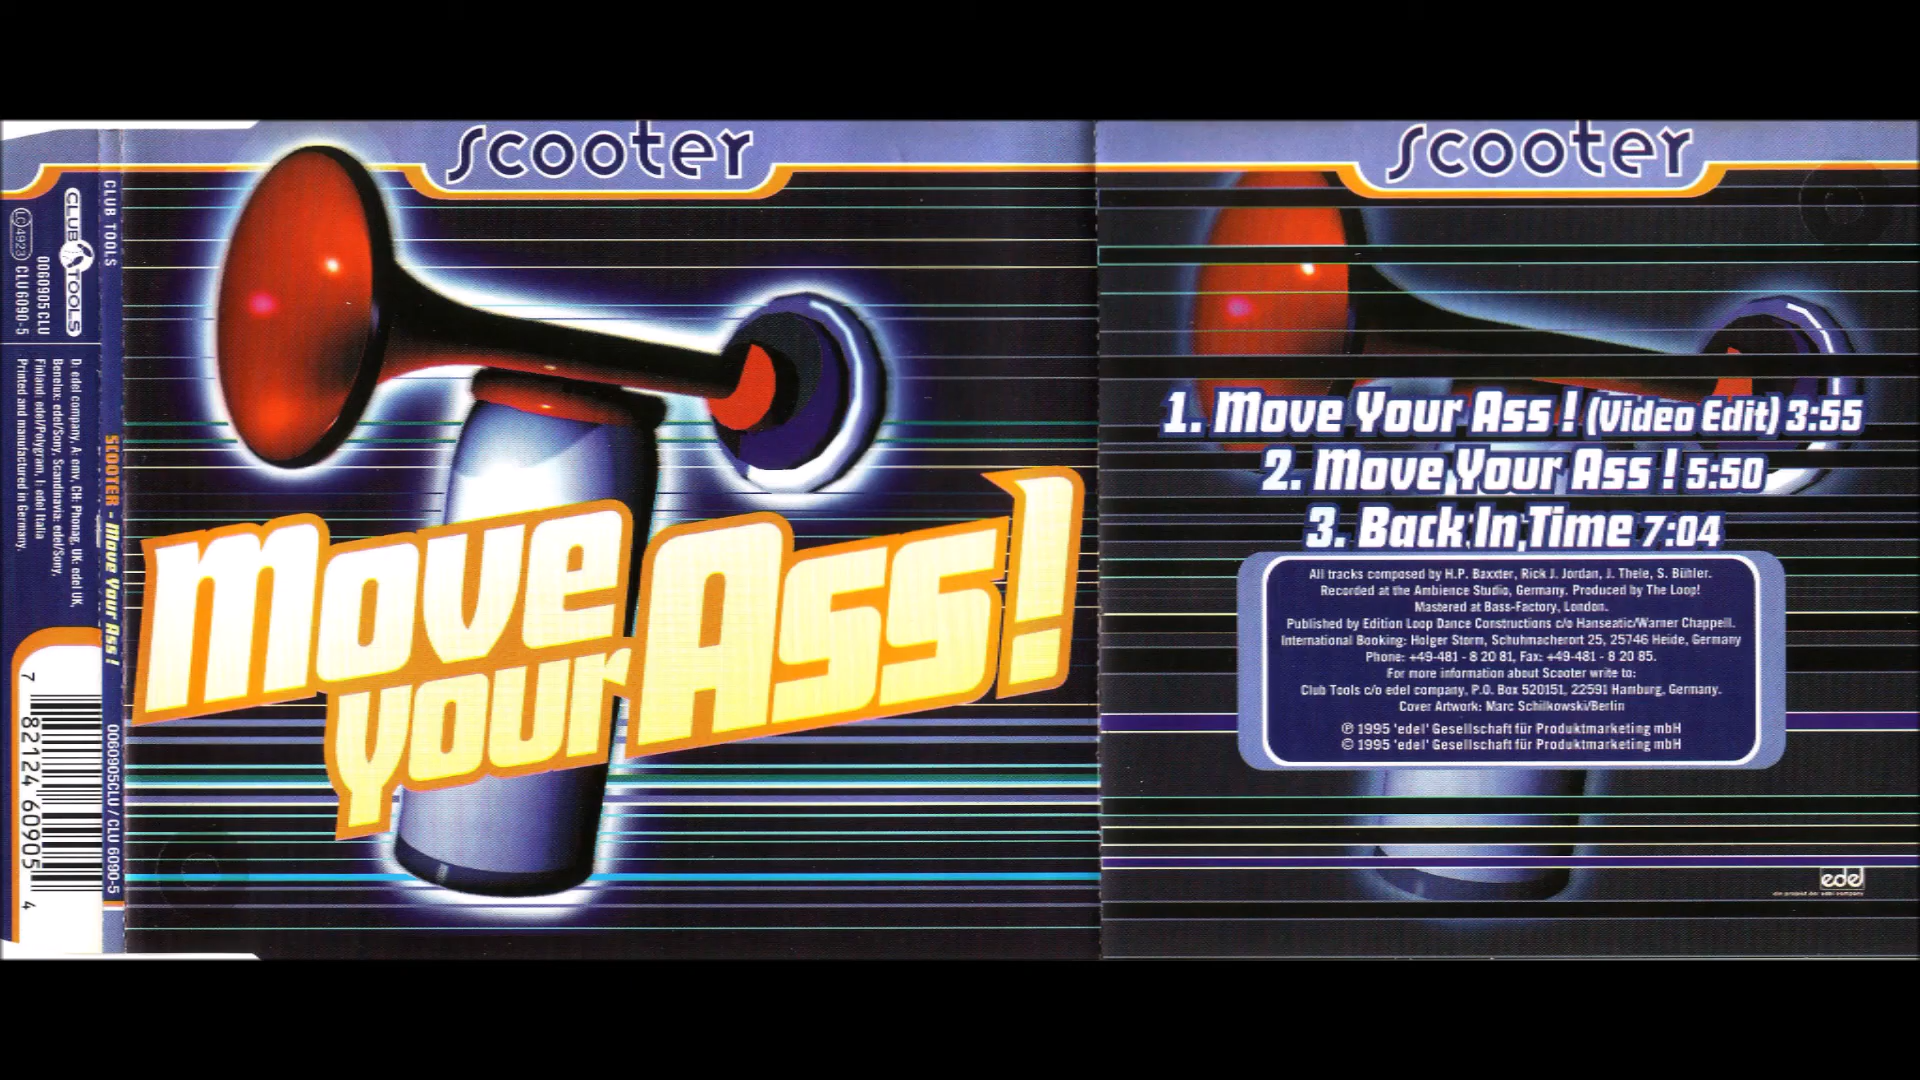 CLUB TOOLS
LC 4923
006090 5 CLU
CLU 6090-5
D: edel company, A: emv, CH: Phonag, UK: edel UK,
Benelux: edel/Sony, Scandinavia: edel/Sony,
Finland: edel/Polygram, I: edel Italia
Printed and manufactured in Germany.
7 82124 60905 4
CLUB TOOLS
SCOOTER - Move Your Ass !
0060905CLU / CLU 6090-5
scooter
Move
your Ass!
scooter
1. Move Your Ass ! (Video Edit) 3:55
2. Move Your Ass ! 5:50
3. Back In Time 7:04
All tracks composed by H.P. Baxxter, Rick J. Jordan, J. Thele, S. Bühler.
Recorded at the Ambience Studio, Germany. Produced by The Loop!
Mastered at Bass-Factory, London.
Published by Edition Loop Dance Constructions c/o Hanseatic/Warner Chappell.
International Booking: Holger Storm, Schuhmacherort 25, 25746 Heide, Germany
Phone: +49-481 - 8 20 81, Fax: +49-481 - 8 20 85.
For more information about Scooter write to:
Club Tools c/o edel company, P.O. Box 520151, 22591 Hamburg, Germany.
Cover Artwork: Marc Schilkowski/Berlin
℗ 1995 'edel' Gesellschaft für Produktmarketing mbH
© 1995 'edel' Gesellschaft für Produktmarketing mbH
edel